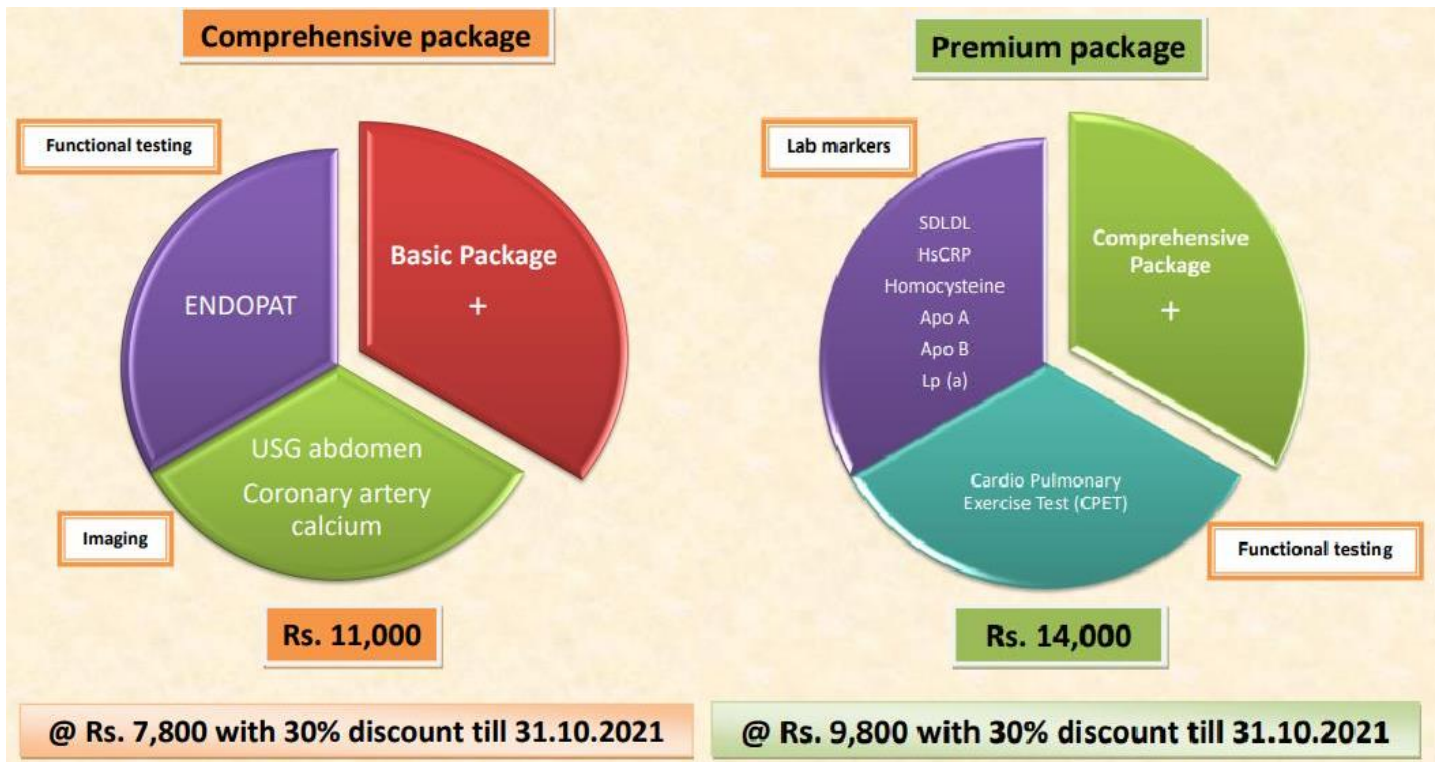 Comprehensive package
Functional testing
ENDOPAT
Basic Package
+
USG abdomen
Coronary artery
calcium
Imaging
Rs. 11,000
@ Rs. 7,800 with 30% discount till 31.10.2021
Premium package
Lab markers
SDLDL
HsCRP
Homocysteine
Apo A
Apo B
Lp (a)
Comprehensive
Package
+
Cardio Pulmonary
Exercise Test (CPET)
Functional testing
Rs. 14,000
@ Rs. 9,800 with 30% discount till 31.10.2021